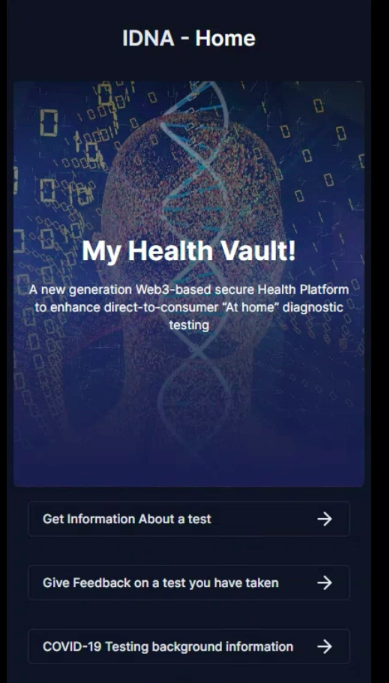 IDNA - Home
My Health Vault!
A new generation Web3-based secure Health Platform
to enhance direct-to-consumer “At home” diagnostic
testing
Get Information About a test
Give Feedback on a test you have taken
COVID-19 Testing background information